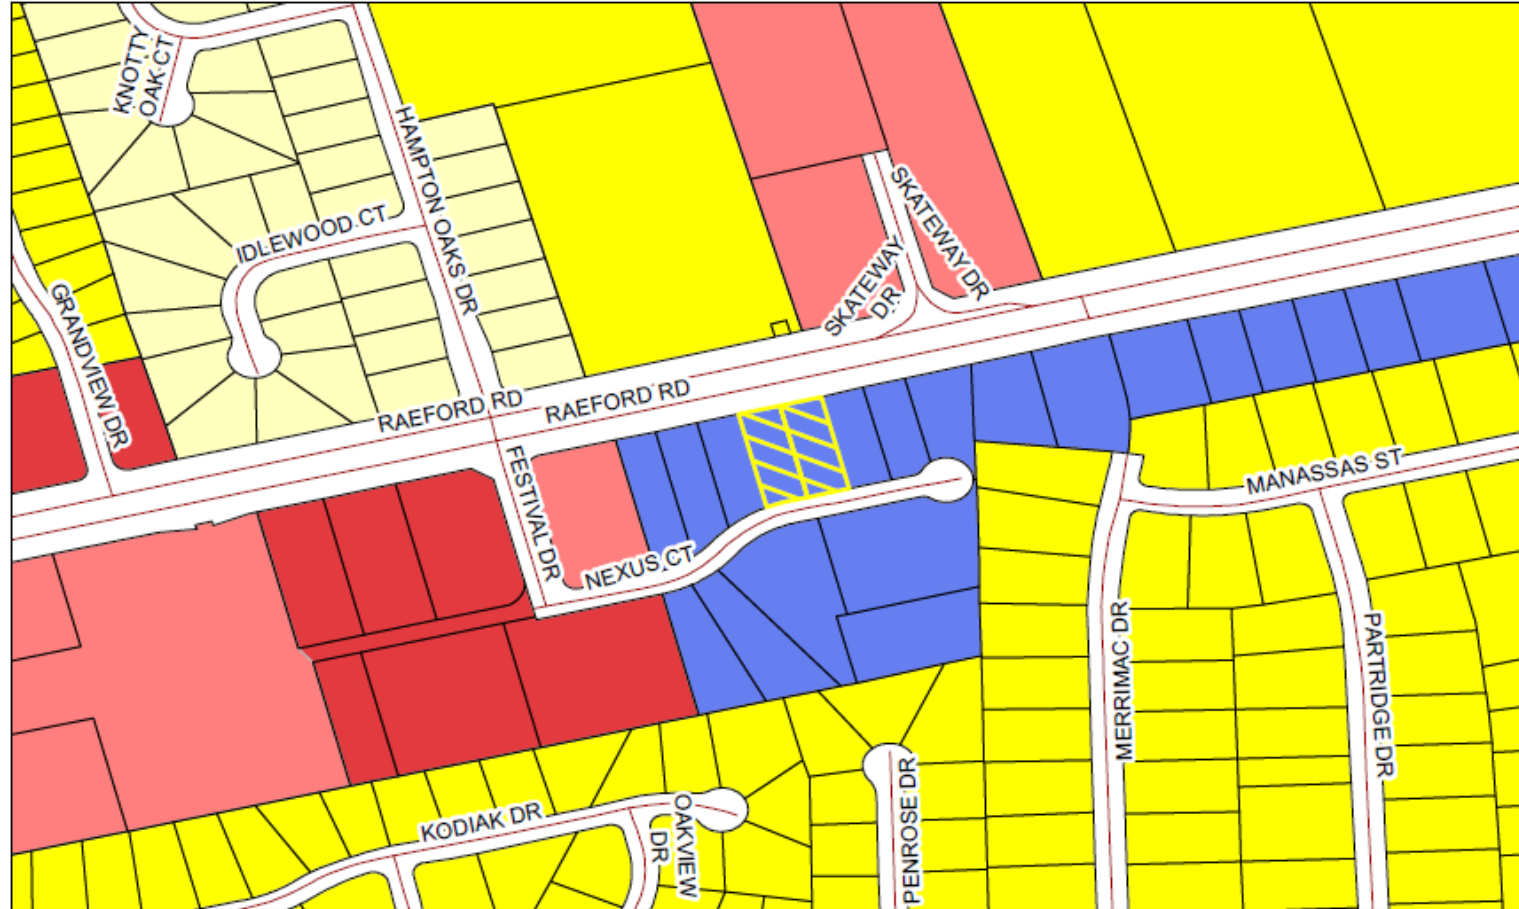 KNOTTY
OAK CT
HAMPTON OAKS DR
IDLEWOOD CT
GRANDVIEW DR
SKATEWAY DR
SKATEWAY
DR
RAEFORD RD
RAEFORD RD
FESTIVAL DR
NEXUS CT
MANASSAS ST
MERRIMAC DR
PARTRIDGE DR
KODIAK DR
OAKVIEW
DR
PENROSE DR